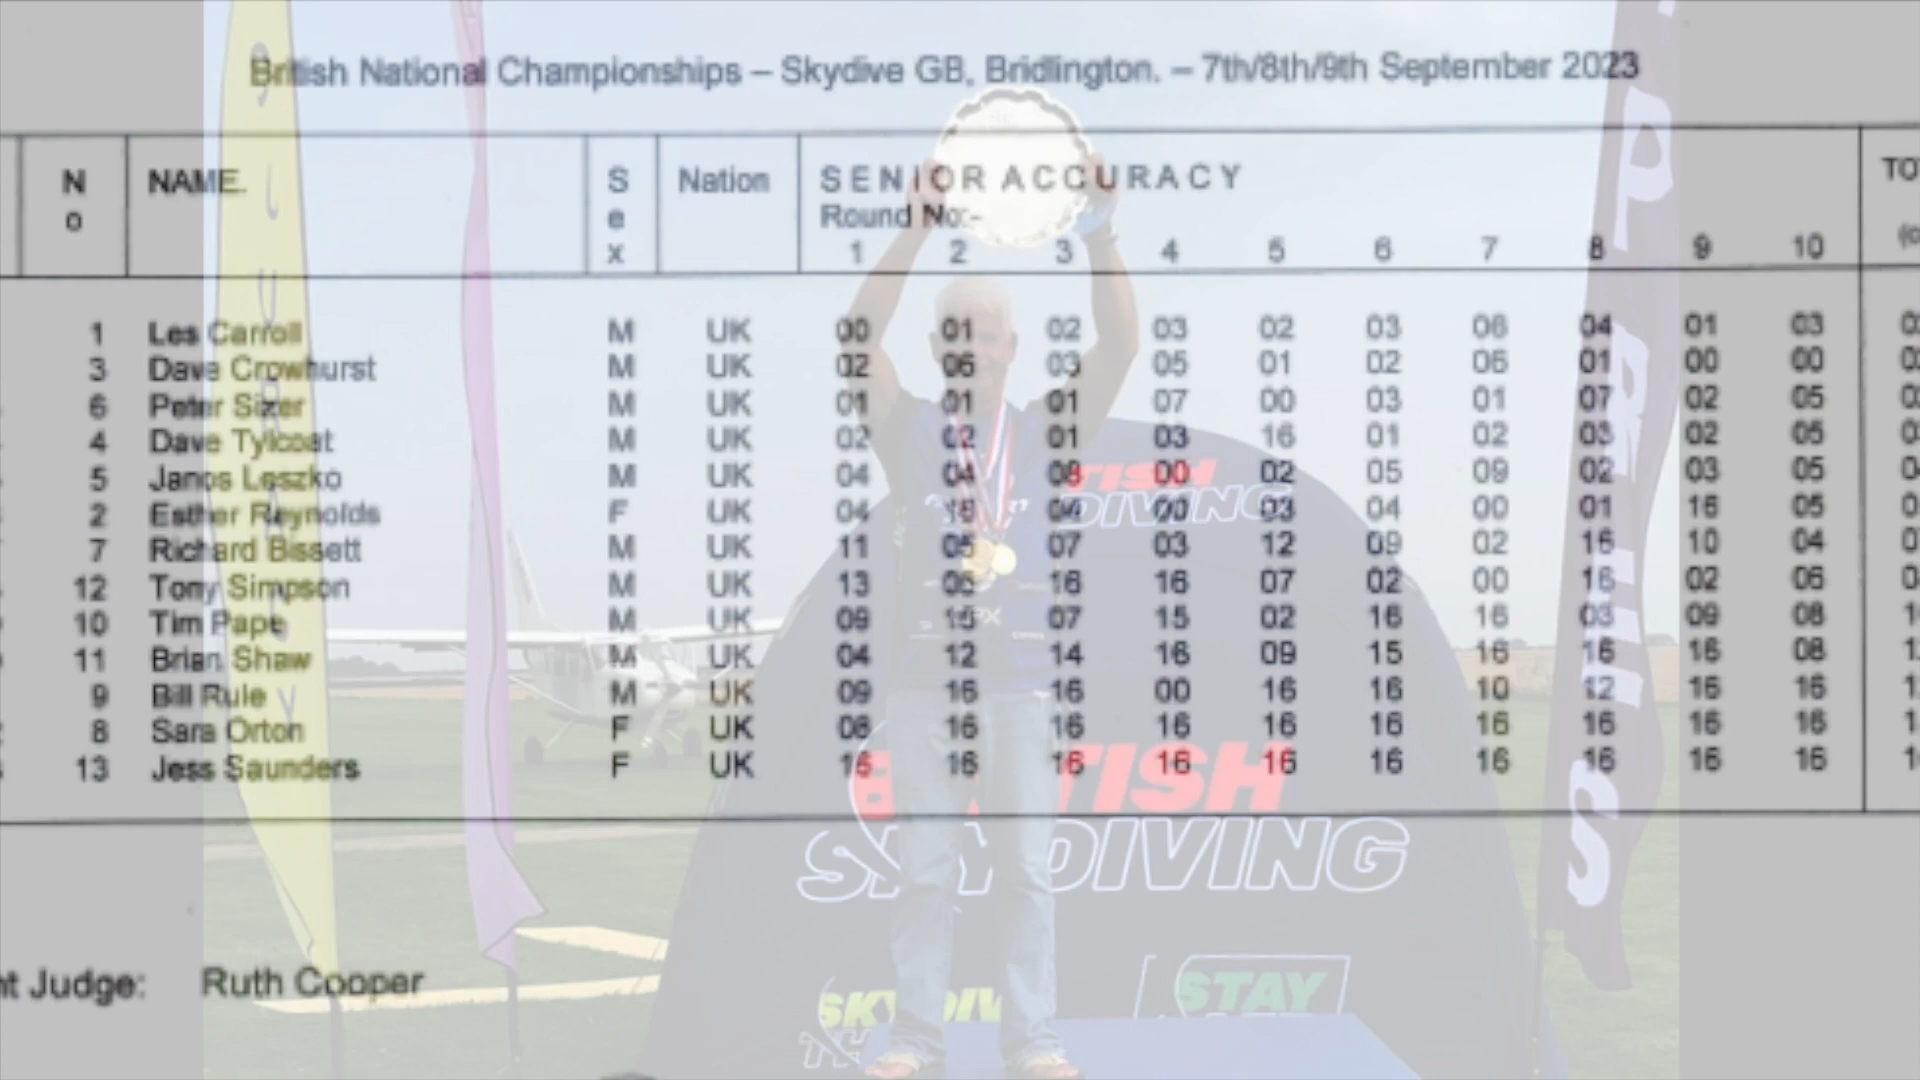 British National Championships – Skydive GB, Bridlington. – 7th/8th/9th September 2023
No NAME. Sex Nation SENIOR ACCURACY
Round No:-
1 2 3 4 5 6 7 8 9 10
1 Les Carroll M UK 00 01 02 03 02 03 06 04 01 03
3 Dave Crowhurst M UK 02 06 03 05 01 02 06 01 00 00
6 Peter Sizer M UK 01 01 01 07 00 03 01 07 02 05
4 Dave Tylcoat M UK 02 02 01 03 16 01 02 03 02 05
5 Janos Leszko M UK 04 04 08 00 02 05 09 02 03 05
2 Esther Reynolds F UK 04 16 04 00 03 04 00 01 16 05
7 Richard Bissett M UK 11 05 07 03 12 09 02 16 10 04
12 Tony Simpson M UK 13 06 16 16 07 02 00 16 02 06
10 Tim Pape M UK 09 15 07 15 02 16 16 03 09 08
11 Brian Shaw M UK 04 12 14 16 09 15 16 16 16 08
9 Bill Rule M UK 09 16 16 00 16 16 10 12 16 16
8 Sara Orton F UK 08 16 16 16 16 16 16 16 16 16
13 Jess Saunders F UK 16 16 16 16 16 16 16 16 16 16
Judge: Ruth Cooper
TISH
DIVING
BRITISH
SKYDIVING
SKYDIV
STAY